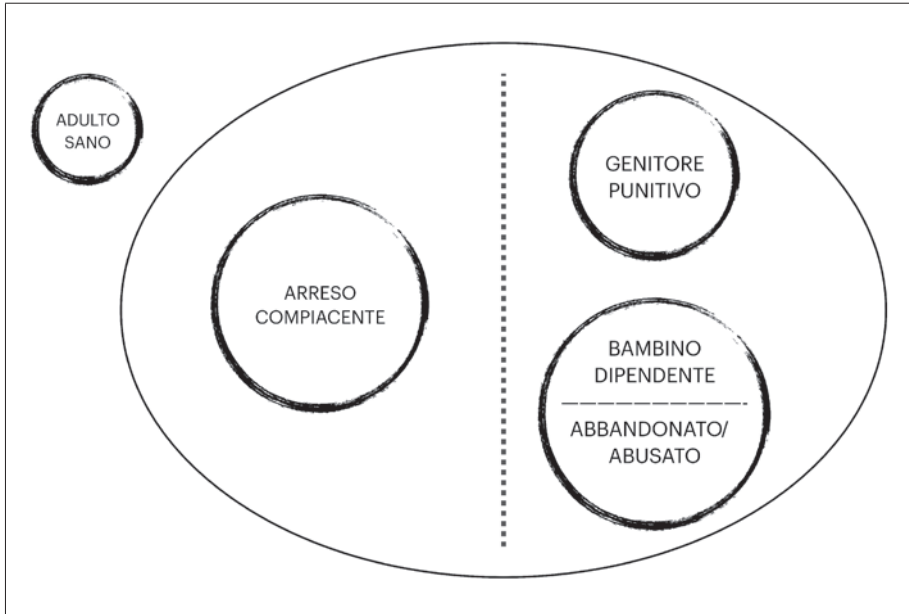 ADULTO
SANO
GENITORE
PUNITIVO
ARRESO
COMPIACENTE
BAMBINO
DIPENDENTE
ABBANDONATO/
ABUSATO